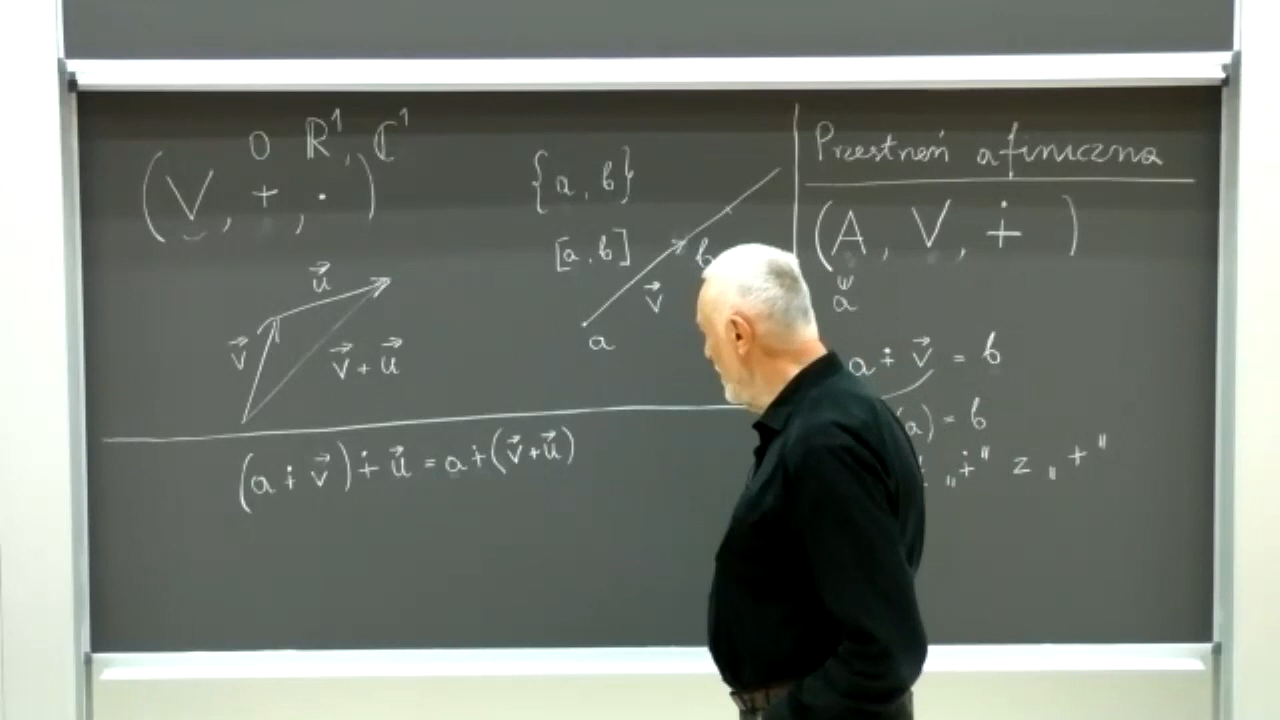 0 ℝ¹, ℂ¹
(V, +, ·)
u⃗
v⃗
v⃗+u⃗
{a, b}
[a, b]
b
v⃗
a
Przestrzeń afiniczna
(A, V, ∔ )
a
a ∔ v⃗ = b
(a) = b
„∔" z „+"
(a ∔ v⃗) ∔ u⃗ = a ∔ (v⃗+u⃗)